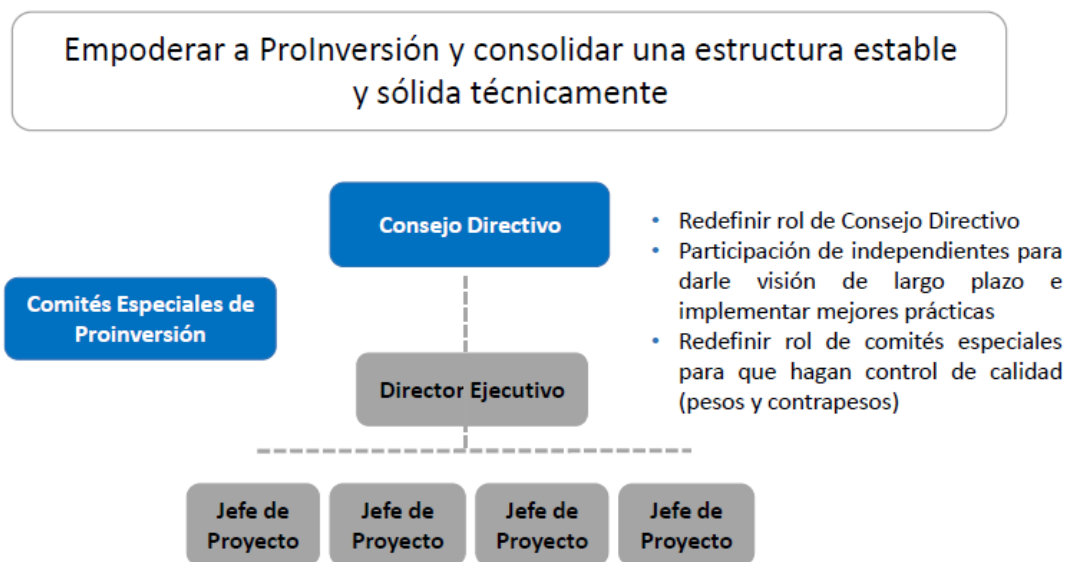 Empoderar a ProInversión y consolidar una estructura estable
y sólida técnicamente
Consejo Directivo
Comités Especiales de
Proinversión
Director Ejecutivo
Jefe de
Proyecto
Jefe de
Proyecto
Jefe de
Proyecto
Jefe de
Proyecto
• Redefinir rol de Consejo Directivo
• Participación de independientes para
darle visión de largo plazo e
implementar mejores prácticas
• Redefinir rol de comités especiales
para que hagan control de calidad
(pesos y contrapesos)